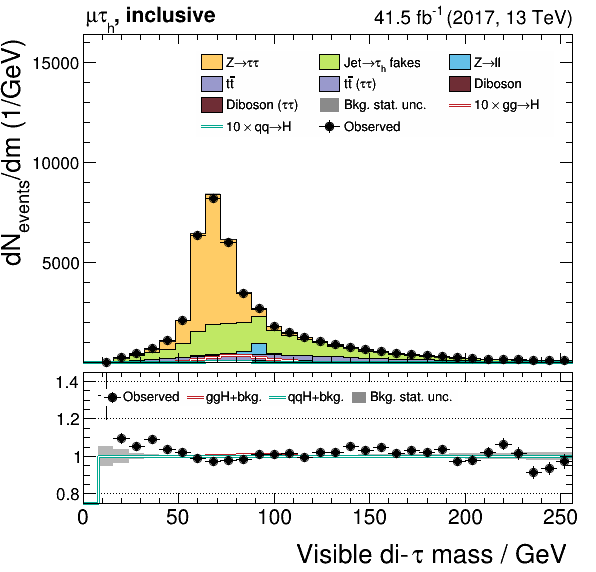 μτh, inclusive 41.5 fb⁻¹ (2017, 13 TeV)
dNevents/dm (1/GeV)
15000
10000
5000
Z→ττ Jet→τh fakes Z→ll
tt̄ tt̄ (ττ) Diboson
Diboson (ττ) Bkg. stat. unc. 10 × gg→H
10 × qq→H Observed
1.4
Observed ggH+bkg. qqH+bkg. Bkg. stat. unc.
1.2
1
0.8
0 50 100 150 200 250
Visible di-τ mass / GeV